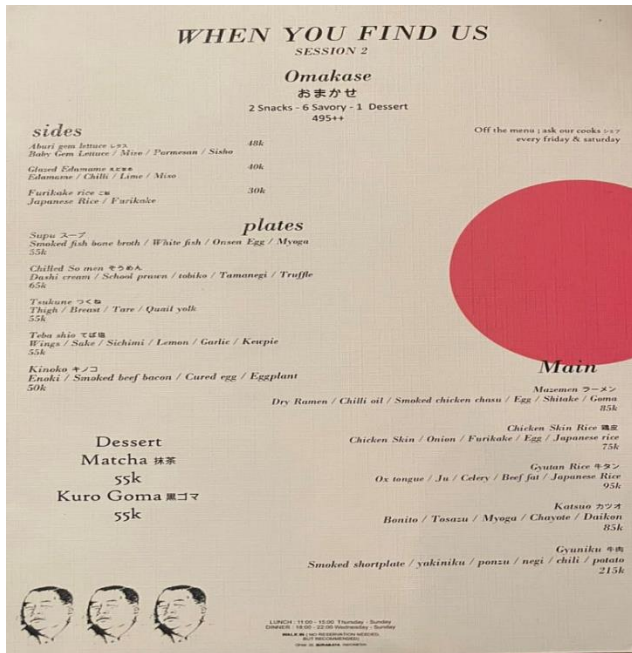 WHEN YOU FIND US
SESSION 2
Omakase
おまかせ
2 Snacks - 6 Savory - 1 Dessert
495++
Off the menu ; ask our cooks シェフ
every friday & saturday
sides
Aburi gem lettuce レタス 48k
Baby Gem Lettuce / Miso / Parmesan / Sisho
Glazed Edamame えだまめ 40k
Edamame / Chilli / Lime / Miso
Furikake rice ご飯 30k
Japanese Rice / Furikake
plates
Supu スープ
Smoked fish bone broth / White fish / Onsen Egg / Myoga
55k
Chilled So men そうめん
Dashi cream / School prawn / tobiko / Tamanegi / Truffle
65k
Tsukune つくね
Thigh / Breast / Tare / Quail yolk
55k
Teba shio てば塩
Wings / Sake / Sichimi / Lemon / Garlic / Kewpie
55k
Kinoko キノコ
Enoki / Smoked beef bacon / Cured egg / Eggplant
50k
Main
Mazemen ラーメン
Dry Ramen / Chilli oil / Smoked chicken chasu / Egg / Shitake / Goma
85k
Chicken Skin Rice 鶏皮
Chicken Skin / Onion / Furikake / Egg / Japanese rice
75k
Gyutan Rice 牛タン
Ox tongue / Ju / Celery / Beef fat / Japanese Rice
95k
Katsuo カツオ
Bonito / Tosazu / Myoga / Chayote / Daikon
85k
Gyuniku 牛肉
Smoked shortplate / yakiniku / ponzu / negi / chili / potato
215k
Dessert
Matcha 抹茶
55k
Kuro Goma 黒ゴマ
55k
LUNCH : 11:00 - 15:00 Thursday - Sunday
DINNER : 18:00 - 22:00 Wednesday - Sunday
WALK IN : NO RESERVATION NEEDED,
BUT RECOMMENDED